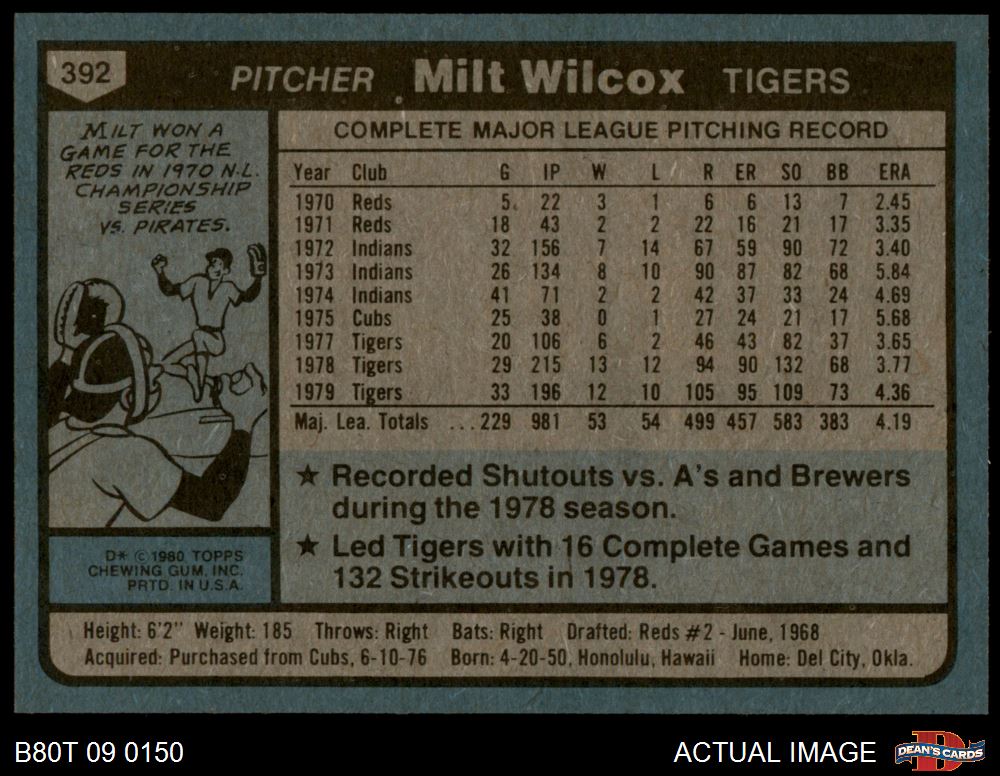 392 PITCHER Milt Wilcox TIGERS
MILT WON A
GAME FOR THE
REDS IN 1970 N.L.
CHAMPIONSHIP
SERIES
VS. PIRATES.
D* © 1980 TOPPS
CHEWING GUM, INC.
PRTD. IN U.S.A.
COMPLETE MAJOR LEAGUE PITCHING RECORD
Year Club G IP W L R ER SO BB ERA
1970 Reds 5 22 3 1 6 6 13 7 2.45
1971 Reds 18 43 2 2 22 16 21 17 3.35
1972 Indians 32 156 7 14 67 59 90 72 3.40
1973 Indians 26 134 8 10 90 87 82 68 5.84
1974 Indians 41 71 2 2 42 37 33 24 4.69
1975 Cubs 25 38 0 1 27 24 21 17 5.68
1977 Tigers 20 106 6 2 46 43 82 37 3.65
1978 Tigers 29 215 13 12 94 90 132 68 3.77
1979 Tigers 33 196 12 10 105 95 109 73 4.36
Maj. Lea. Totals ...229 981 53 54 499 457 583 383 4.19
★ Recorded Shutouts vs. A's and Brewers
during the 1978 season.
★ Led Tigers with 16 Complete Games and
132 Strikeouts in 1978.
Height: 6'2" Weight: 185 Throws: Right Bats: Right Drafted: Reds #2 - June, 1968
Acquired: Purchased from Cubs, 6-10-76 Born: 4-20-50, Honolulu, Hawaii Home: Del City, Okla.
B80T 09 0150 ACTUAL IMAGE DEAN'S CARDS